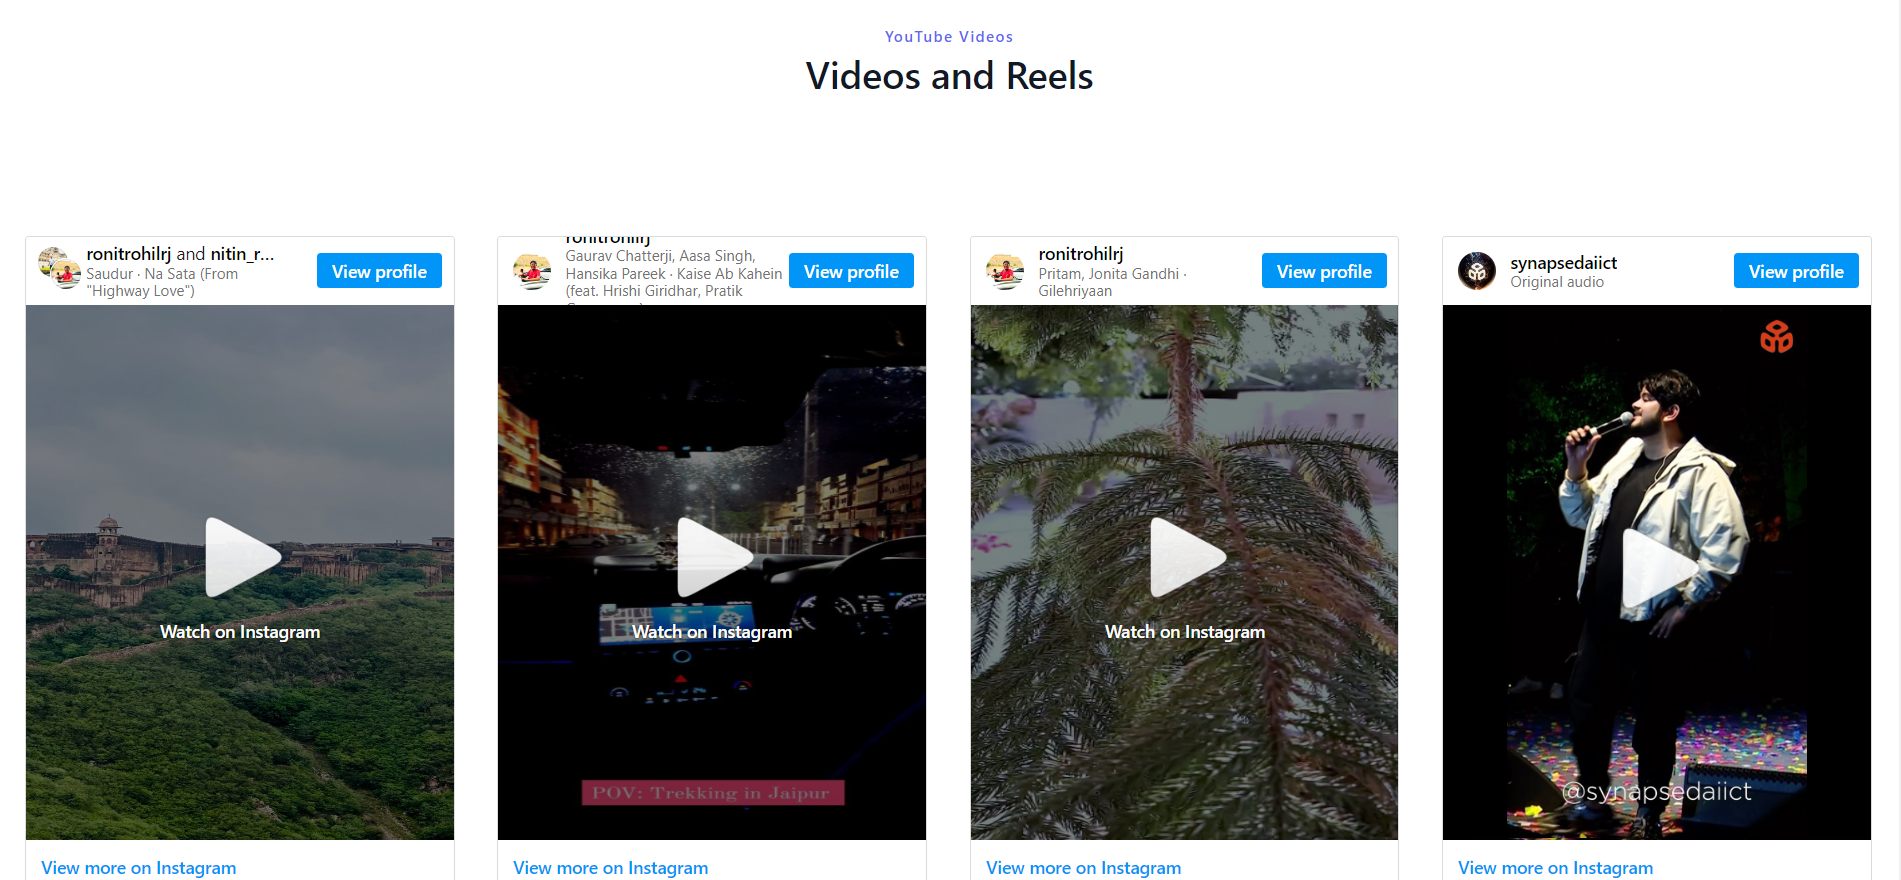 YouTube Videos
Videos and Reels
ronitrohilrj and nitin_r...
Saudur · Na Sata (From
"Highway Love")
View profile
Watch on Instagram
View more on Instagram
ronitrohilrj
Gaurav Chatterji, Aasa Singh,
Hansika Pareek · Kaise Ab Kahein
(feat. Hrishi Giridhar, Pratik
View profile
Watch on Instagram
POV: Trekking in Jaipur
View more on Instagram
ronitrohilrj
Pritam, Jonita Gandhi ·
Gilehriyaan
View profile
Watch on Instagram
View more on Instagram
synapsedaiict
Original audio
View profile
@synapsedaiict
View more on Instagram